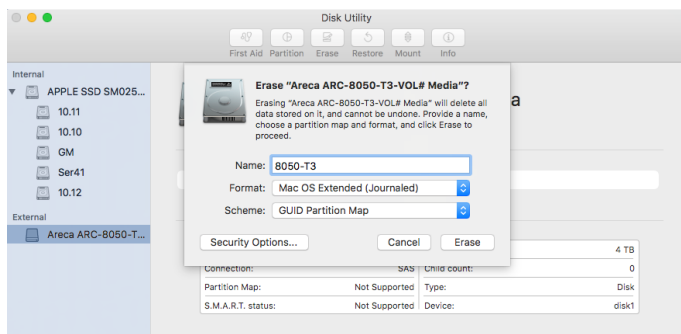 Disk Utility
First Aid Partition Erase Restore Mount Info
Internal
APPLE SSD SM025...
10.11
10.10
GM
Ser41
10.12
External
Areca ARC-8050-T...
Erase “Areca ARC-8050-T3-VOL# Media”?
Erasing “Areca ARC-8050-T3-VOL# Media” will delete all
data stored on it, and cannot be undone. Provide a name,
choose a partition map and format, and click Erase to
proceed.
Name: 8050-T3
Format: Mac OS Extended (Journaled)
Scheme: GUID Partition Map
Security Options... Cancel Erase
a
4 TB
Connection: SAS Child count: 0
Partition Map: Not Supported Type: Disk
S.M.A.R.T. status: Not Supported Device: disk1